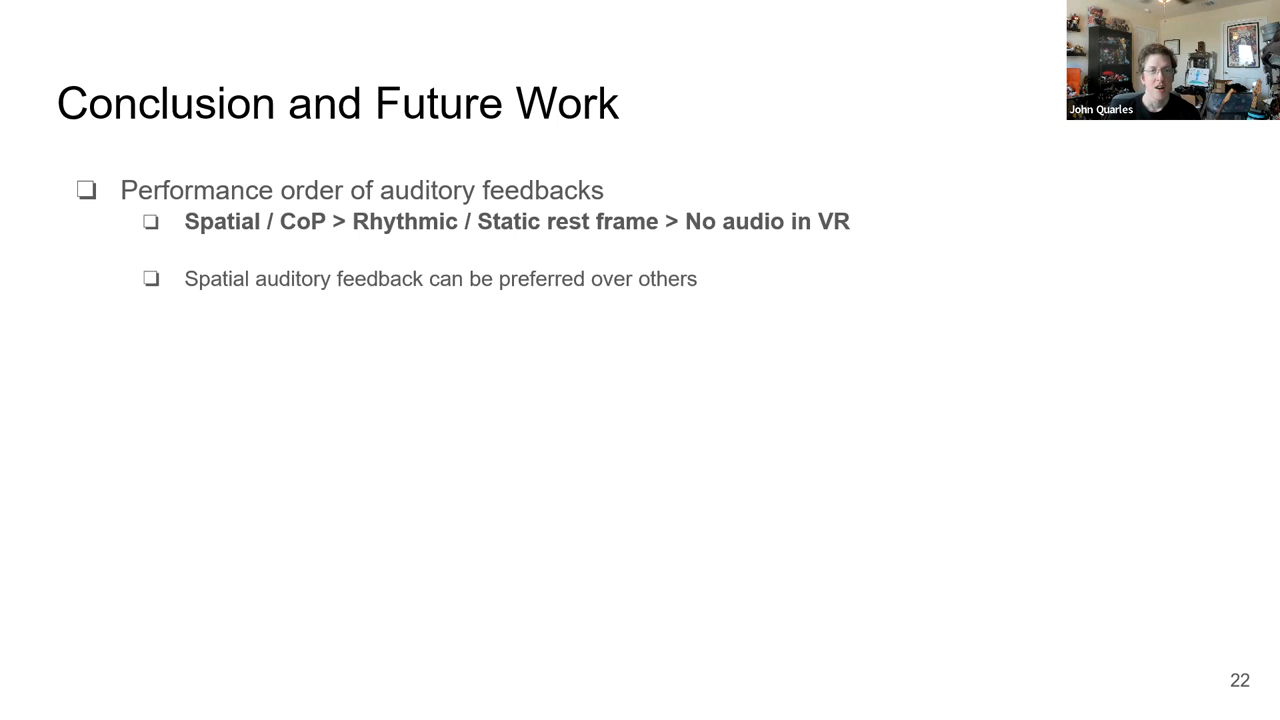 John Quarles
Conclusion and Future Work
❏ Performance order of auditory feedbacks
❏ Spatial / CoP > Rhythmic / Static rest frame > No audio in VR
❏ Spatial auditory feedback can be preferred over others
22